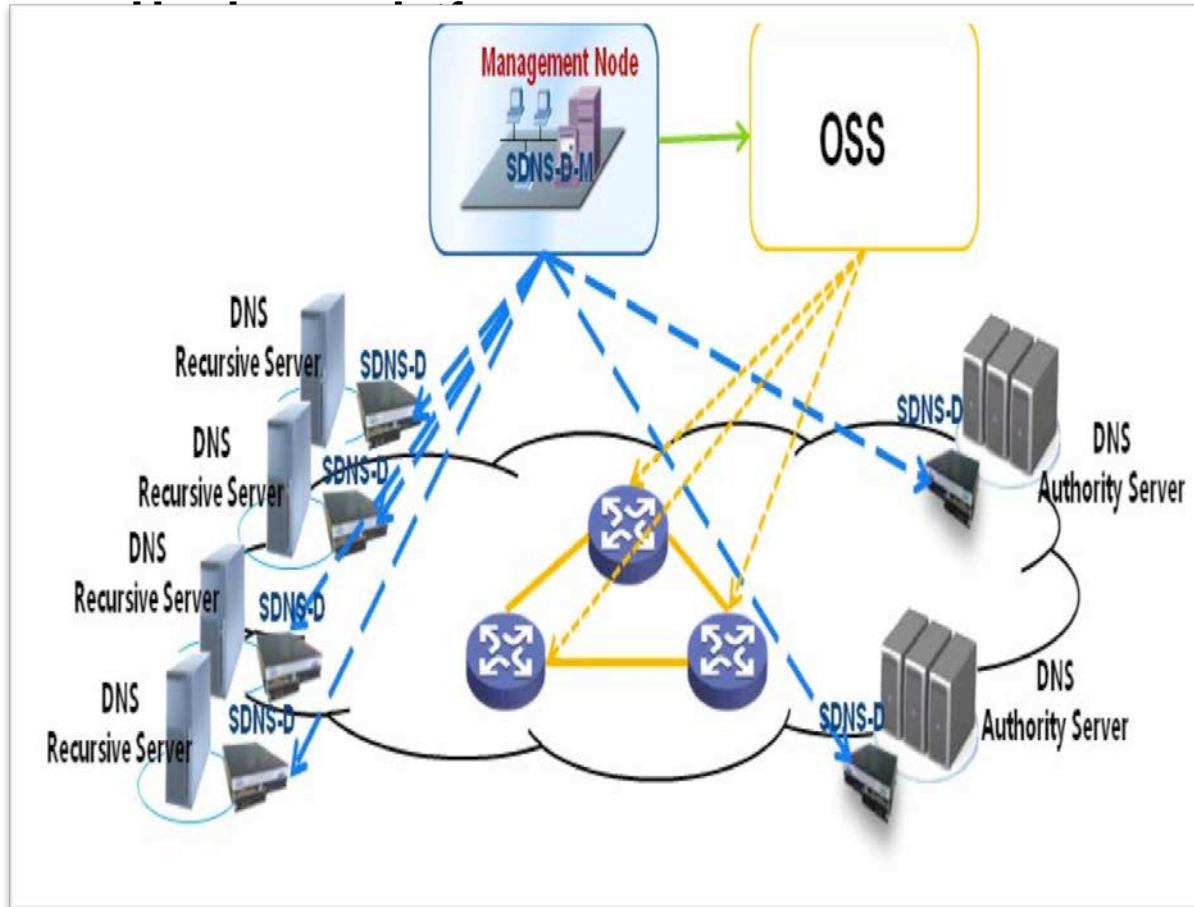 Management Node
SDNS-D-M
OSS
DNS
Recursive Server
SDNS-D
DNS
Recursive Server
SDNS-D
DNS
Recursive Server
SDNS-D
DNS
Recursive Server
SDNS-D
SDNS-D
DNS
Authority Server
SDNS-D
DNS
Authority Server